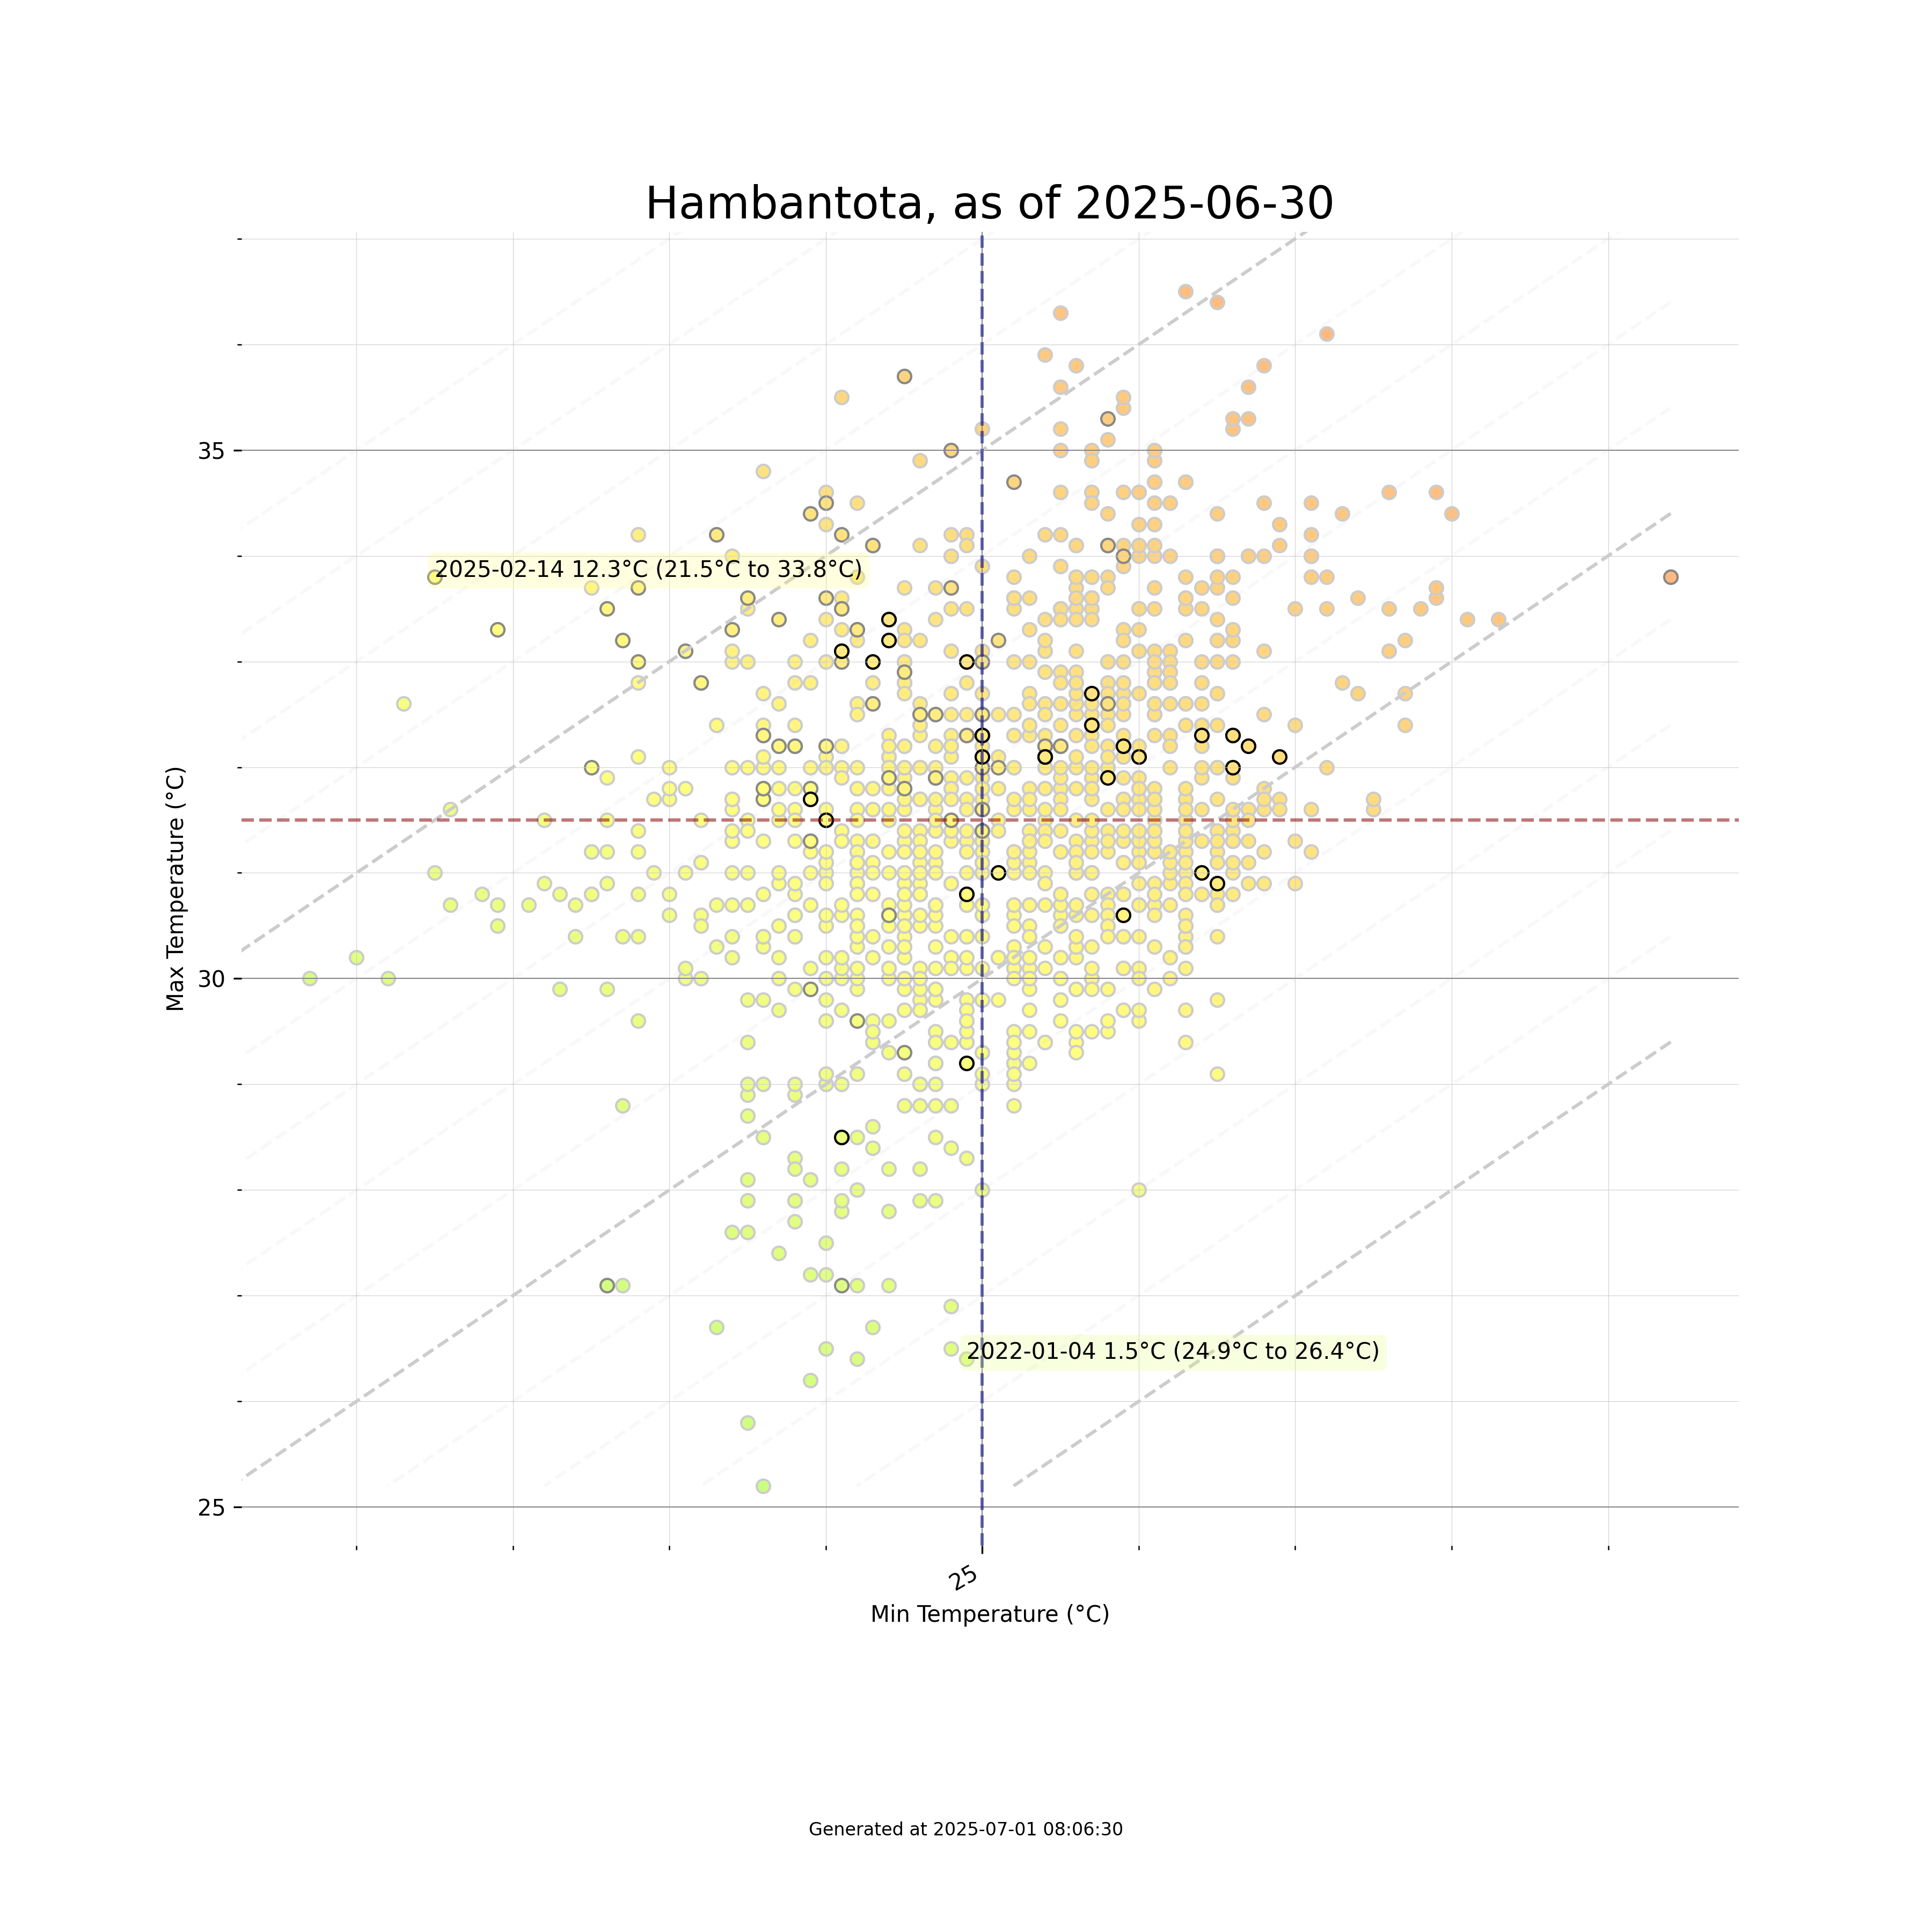 Hambantota, as of 2025-06-30
35
2025-02-14 12.3°C (21.5°C to 33.8°C)
Max Temperature (°C)
30
2022-01-04 1.5°C (24.9°C to 26.4°C)
25
25
Min Temperature (°C)
Generated at 2025-07-01 08:06:30